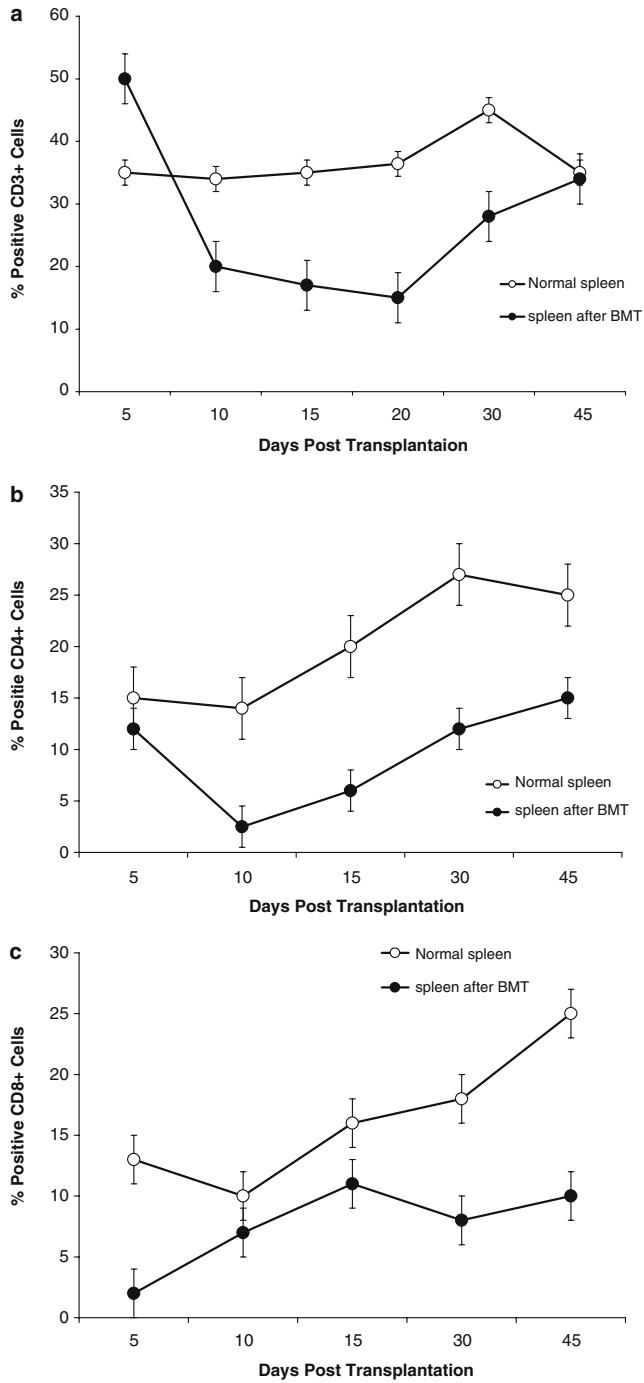 a
60
50
40
30
20
10
0
% Positive CD3+ Cells
Normal spleen
spleen after BMT
5 10 15 20 30 45
Days Post Transplantaion
b
35
30
25
20
15
10
5
0
% Positie CD4+ Cells
Normal spleen
spleen after BMT
5 10 15 30 45
Days Post Transplantation
c
30
25
20
15
10
5
0
% Positive CD8+ Cells
Normal spleen
spleen after BMT
5 10 15 30 45
Days Post Transplantation